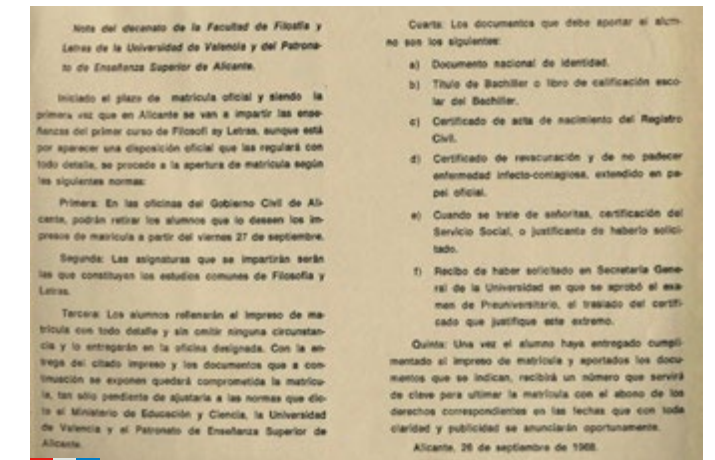 Nota del decanato de la Facultad de Filosfía y
Letras de la Universidad de Valencia y del Patrona-
to de Enseñanza Superior de Alicante.
Iniciado el plazo de matrícula oficial y siendo la
primera vez que en Alicante se van a impartir las ense-
ñanzas del primer curso de Filosofí ay Letras, aunque está
por aparecer una disposición oficial que las regulará con
todo detalle, se procede a la apertura de matrícula según
las siguientes normas:
Primera: En las oficinas del Gobierno Civil de Ali-
cante, podrán retirar los alumnos que lo deseen los im-
presos de matrícula a partir del viernes 27 de septiembre.
Segunda: Las asignaturas que se impartirán serán
las que constituyen los estudios comunes de Filosofía y
Letras.
Tercera: Los alumnos rellenarán el impreso de ma-
trícula con todo detalle y sin omitir ninguna circunstan-
cia y lo entregarán en la oficina designada. Con la en-
trega del citado impreso y los documentos que a con-
tinuación se exponen quedará comprometida la matrícu-
la, tan sólo pendiente de ajustarla a las normas que dic-
te el Ministerio de Educación y Ciencia, la Universidad
de Valencia y el Patronato de Enseñanza Superior de
Alicante.
Cuarta: Los documentos que debe aportar el alum-
no son los siguientes:
a) Documento nacional de identidad.
b) Título de Bachiller o libro de calificación esco-
lar del Bachiller.
c) Certificado de acta de nacimiento del Registro
Civil.
d) Certificado de revacunación y de no padecer
enfermedad infecto-contagiosa, extendido en pa-
pel oficial.
e) Cuando se trate de señoritas, certificación del
Servicio Social, o justificante de haberlo solici-
tado.
f) Recibo de haber solicitado en Secretaría Gene-
ral de la Universidad en que se aprobó el exa-
men de Preuniversitario, el traslado del certifi-
cado que justifique este extremo.
Quinta: Una vez el alumno haya entregado cumpli-
mentado el impreso de matrícula y aportados los docu-
mentos que se indican, recibirá un número que servirá
de clave para ultimar la matrícula con el abono de los
derechos correspondientes en las fechas que con toda
claridad y publicidad se anunciarán oportunamente.
Alicante, 26 de septiembre de 1968.